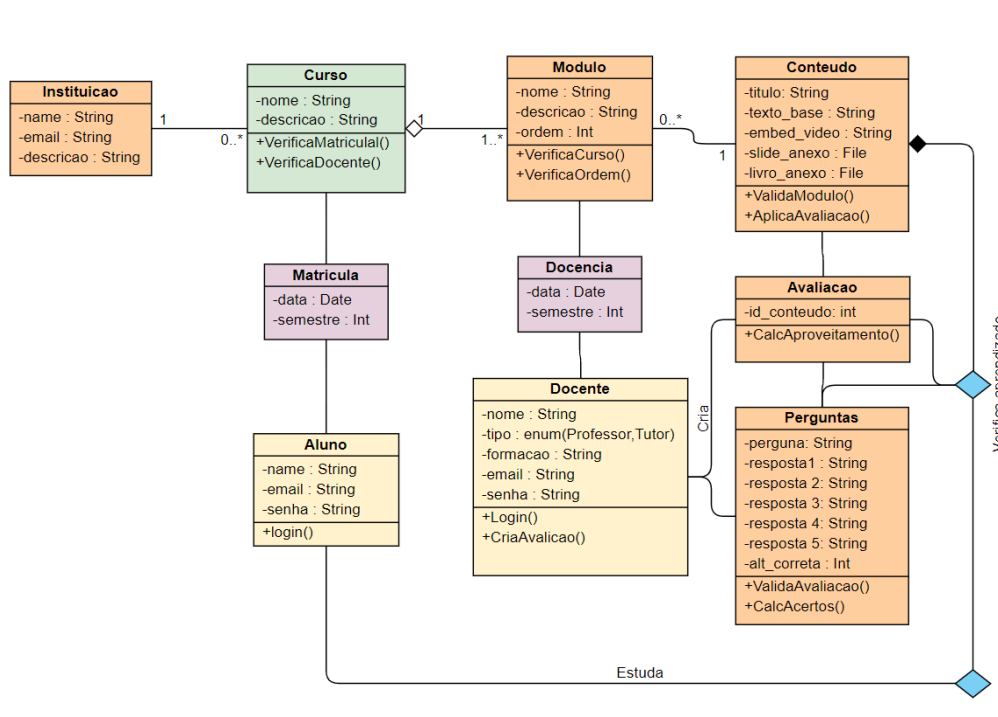 Instituicao
-name : String
-email : String
-descricao : String
1
0..*
Curso
-nome : String
-descricao : String
+VerificaMatriculaI()
+VerificaDocente()
1
1..*
Modulo
-nome : String
-descricao : String
-ordem : Int
+VerificaCurso()
+VerificaOrdem()
0..*
1
Conteudo
-titulo: String
-texto_base : String
-embed_video : String
-slide_anexo : File
-livro_anexo : File
+ValidaModulo()
+AplicaAvaliacao()
Matricula
-data : Date
-semestre : Int
Docencia
-data : Date
-semestre : Int
Avaliacao
-id_conteudo: int
+CalcAproveitamento()
Aluno
-name : String
-email : String
-senha : String
+login()
Docente
-nome : String
-tipo : enum(Professor,Tutor)
-formacao : String
-email : String
-senha : String
+Login()
+CriaAvalicao()
Cria
Perguntas
-perguna: String
-resposta1 : String
-resposta 2: String
-resposta 3: String
-resposta 4: String
-resposta 5: String
-alt_correta : Int
+ValidaAvaliacao()
+CalcAcertos()
Verifica aprendizado
Estuda